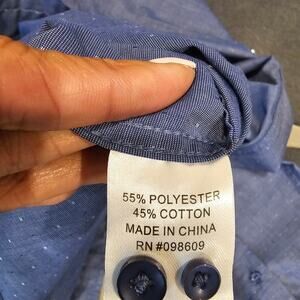 55% POLYESTER
45% COTTON
MADE IN CHINA
RN #098609